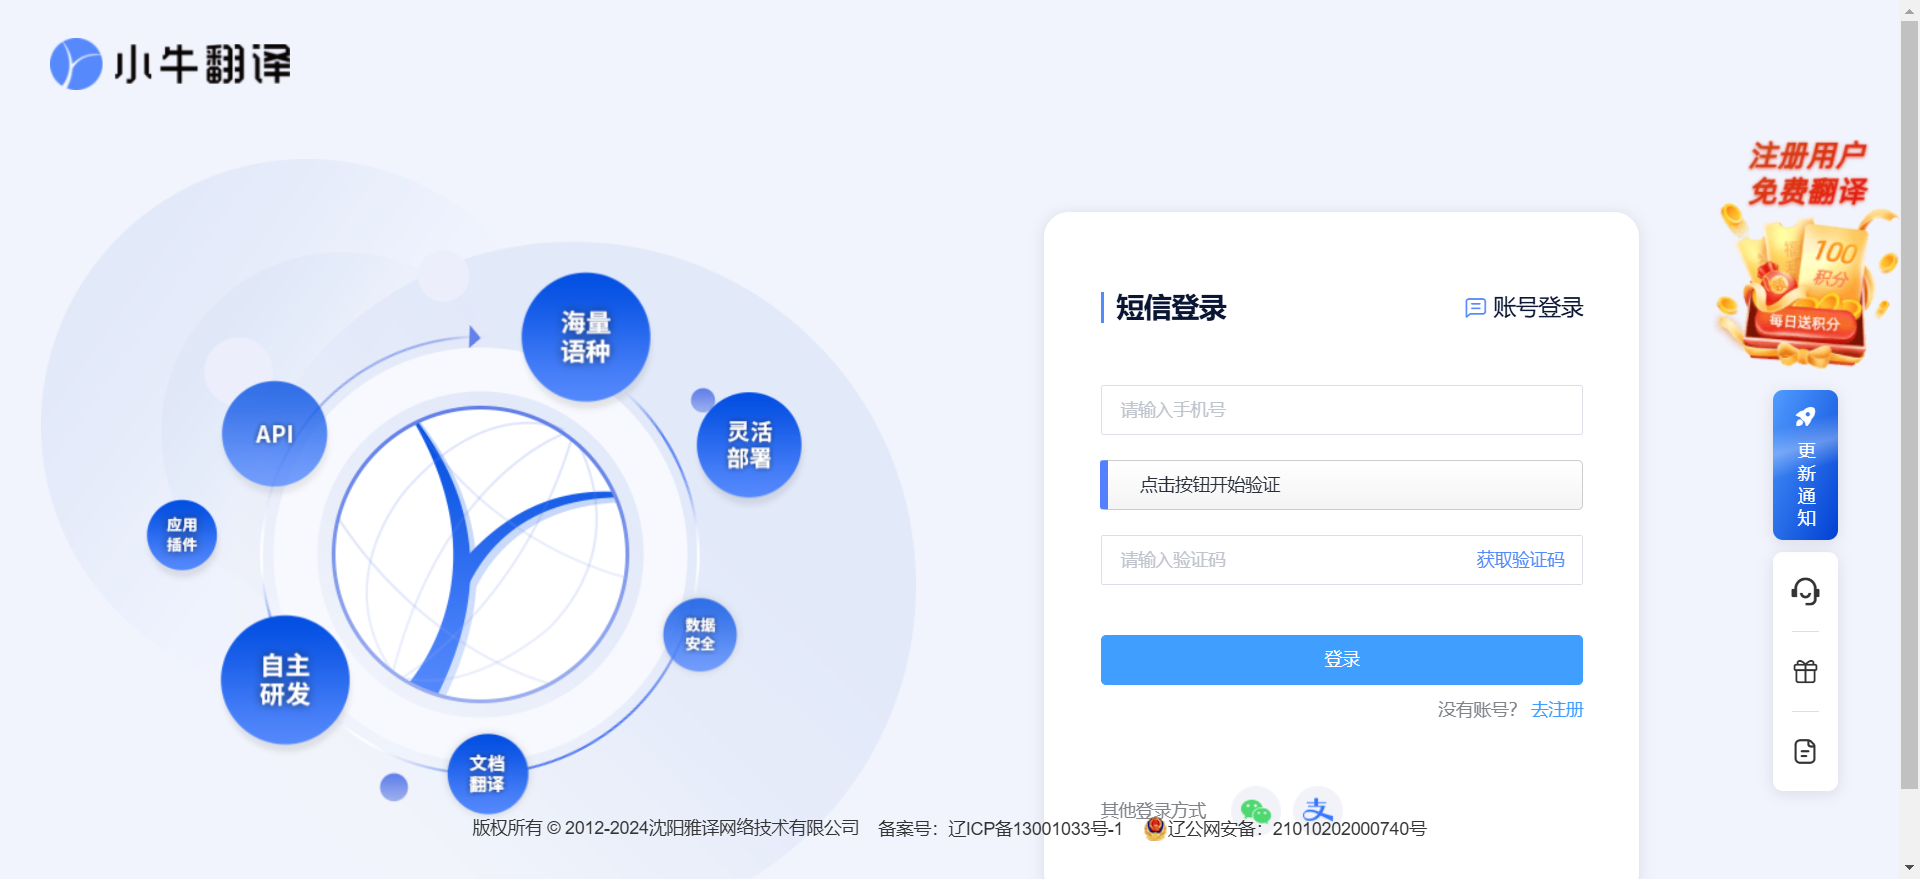 小牛翻译
注册用户
免费翻译
100
积分
每日送积分
海量
语种
灵活
部署
API
应用
插件
数据
安全
自主
研发
文档
翻译
短信登录
账号登录
请输入手机号
点击按钮开始验证
请输入验证码
获取验证码
登录
没有账号? 去注册
其他登录方式
更
新
通
知
版权所有 © 2012-2024沈阳雅译网络技术有限公司 备案号：辽ICP备13001033号-1 辽公网安备：21010202000740号